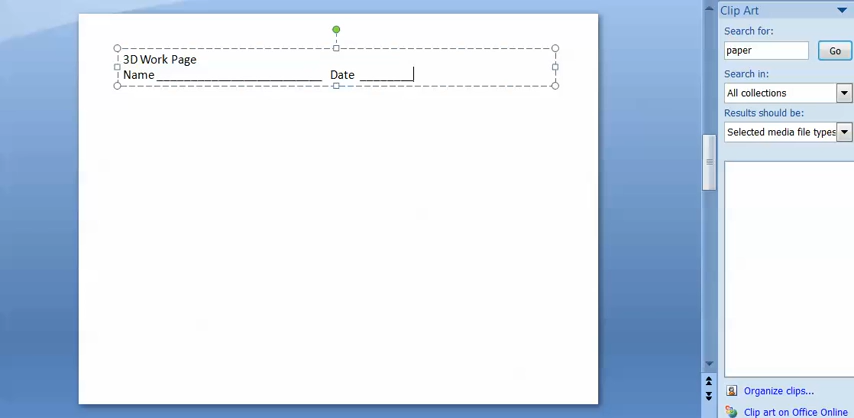 3D Work Page
Name _________________________ Date ________
Clip Art
Search for:
paper
Go
Search in:
All collections
Results should be:
Selected media file types
Organize clips...
Clip art on Office Online